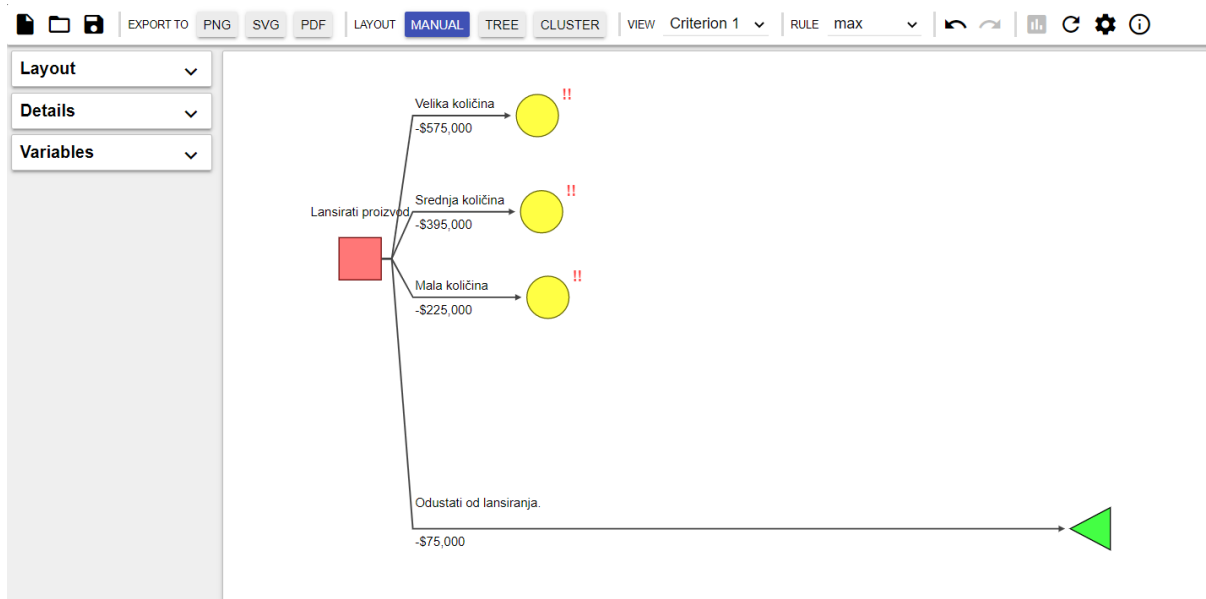 EXPORT TO PNG SVG PDF LAYOUT MANUAL TREE CLUSTER VIEW Criterion 1 RULE max
Layout
Details
Variables
Velika količina
!!
-$575,000
Srednja količina
!!
Lansirati proizvod
-$395,000
Mala količina
!!
-$225,000
Odustati od lansiranja.
-$75,000